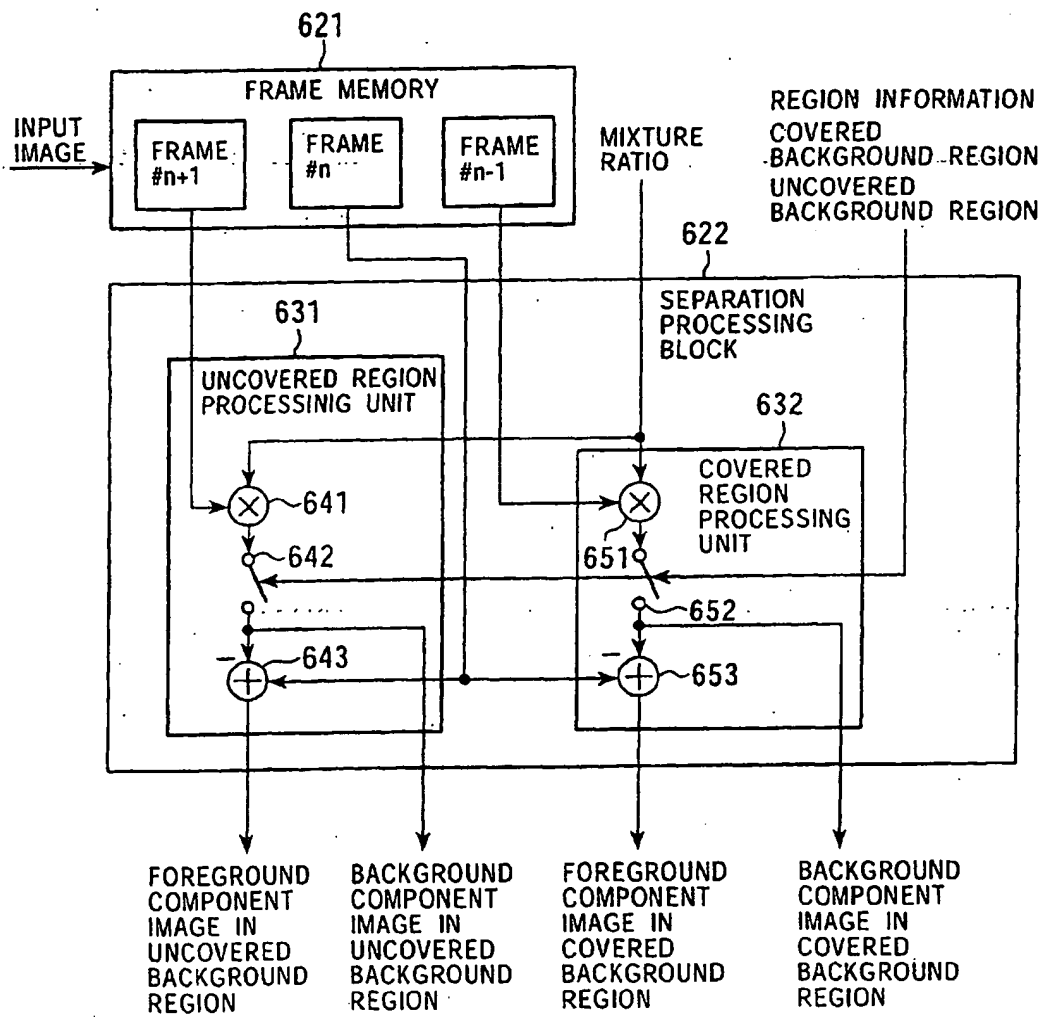 621
FRAME MEMORY
INPUT
IMAGE
FRAME
#n+1
FRAME
#n
FRAME
#n-1
MIXTURE
RATIO
REGION INFORMATION
COVERED
BACKGROUND REGION
UNCOVERED
BACKGROUND REGION
622
SEPARATION
PROCESSING
BLOCK
631
UNCOVERED REGION
PROCESSINIG UNIT
632
COVERED
REGION
PROCESSING
UNIT
×
641
×
651
642
652
−
+
643
−
+
653
FOREGROUND
COMPONENT
IMAGE IN
UNCOVERED
BACKGROUND
REGION
BACKGROUND
COMPONENT
IMAGE IN
UNCOVERED
BACKGROUND
REGION
FOREGROUND
COMPONENT
IMAGE IN
COVERED
BACKGROUND
REGION
BACKGROUND
COMPONENT
IMAGE IN
COVERED
BACKGROUND
REGION